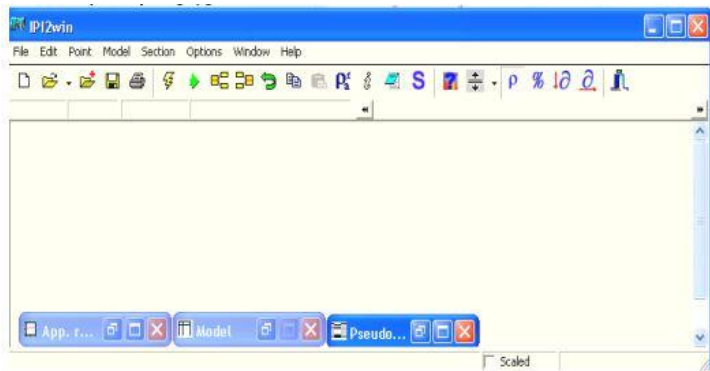 IPI2win
File Edit Point Model Section Options Window Help
S ? ρ % ∂ ∂
App. r... Model Pseudo...
Scaled